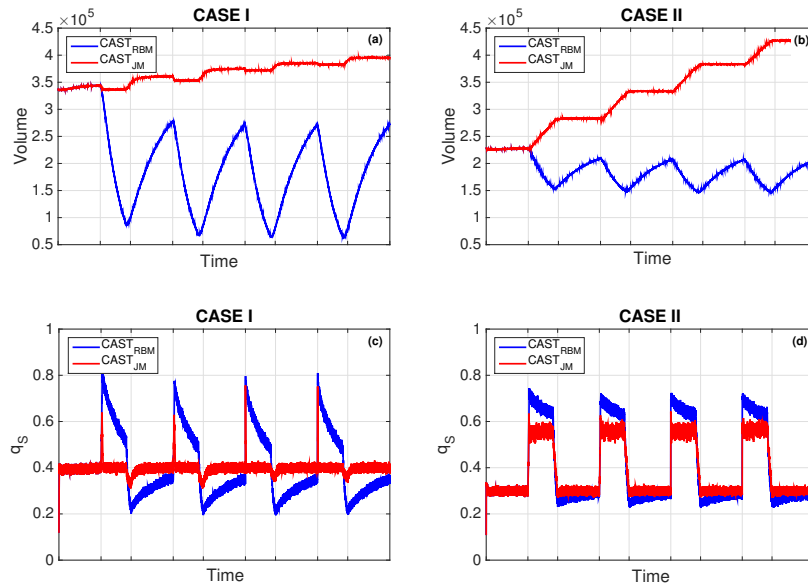 CASE I
×10^5
(a)
CAST_RBM
CAST_JM
4.5
4
3.5
3
2.5
2
1.5
1
0.5
Volume
Time
CASE II
×10^5
(b)
CAST_RBM
CAST_JM
4.5
4
3.5
3
2.5
2
1.5
1
0.5
Volume
Time
CASE I
(c)
CAST_RBM
CAST_JM
1
0.8
0.6
0.4
0.2
0
q_S
Time
CASE II
(d)
CAST_RBM
CAST_JM
1
0.8
0.6
0.4
0.2
0
q_S
Time